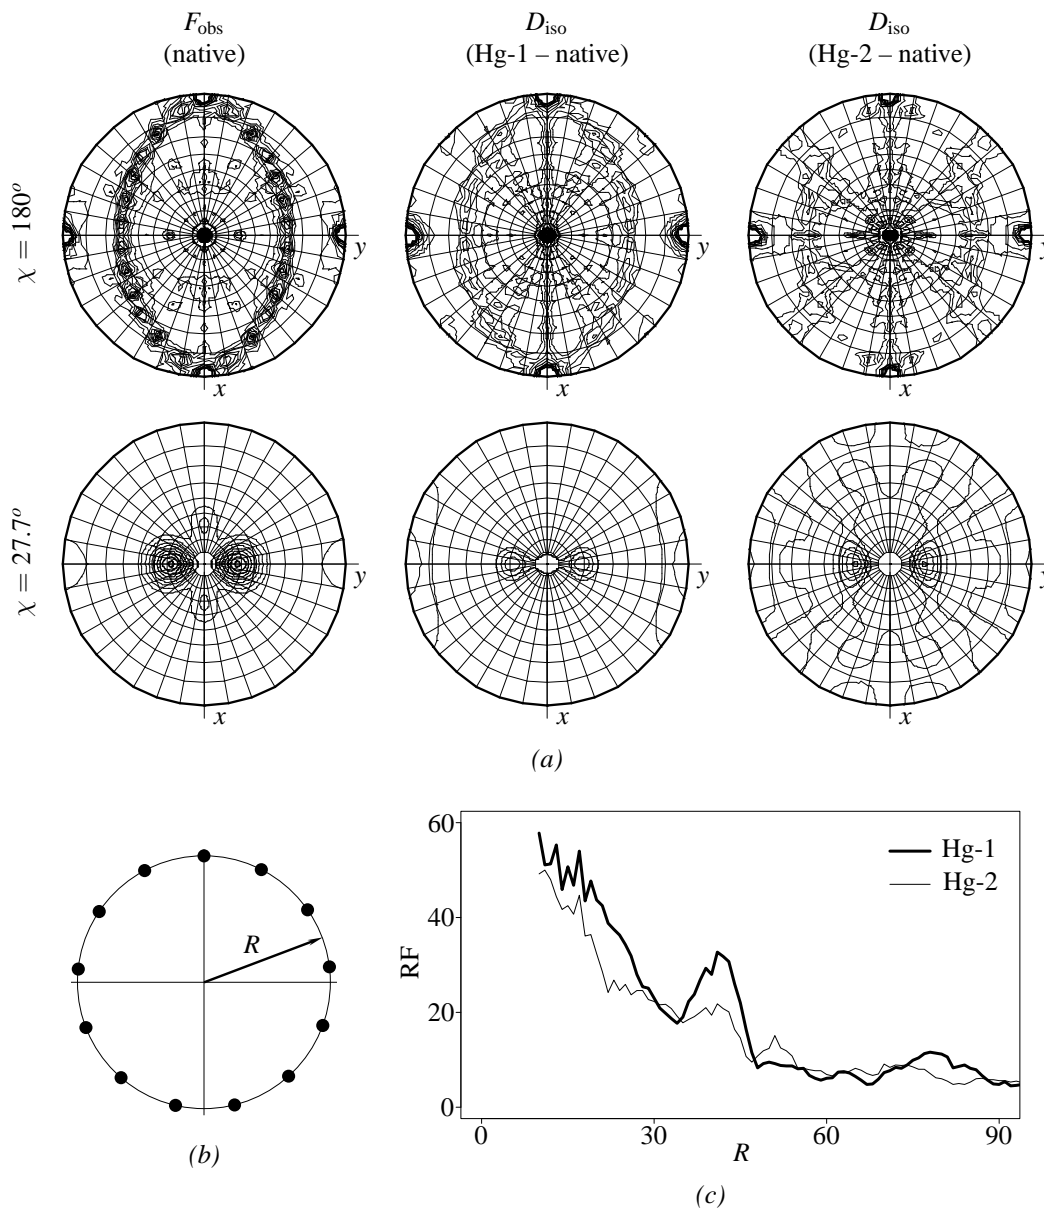 F_obs D_iso D_iso
(native) (Hg-1 – native) (Hg-2 – native)
χ = 180°
y y y
x x x
χ = 27.7°
y y y
x x x
(a)
R
(b)
60
40
20
0
RF
Hg-1
Hg-2
0 30 60 90
R
(c)